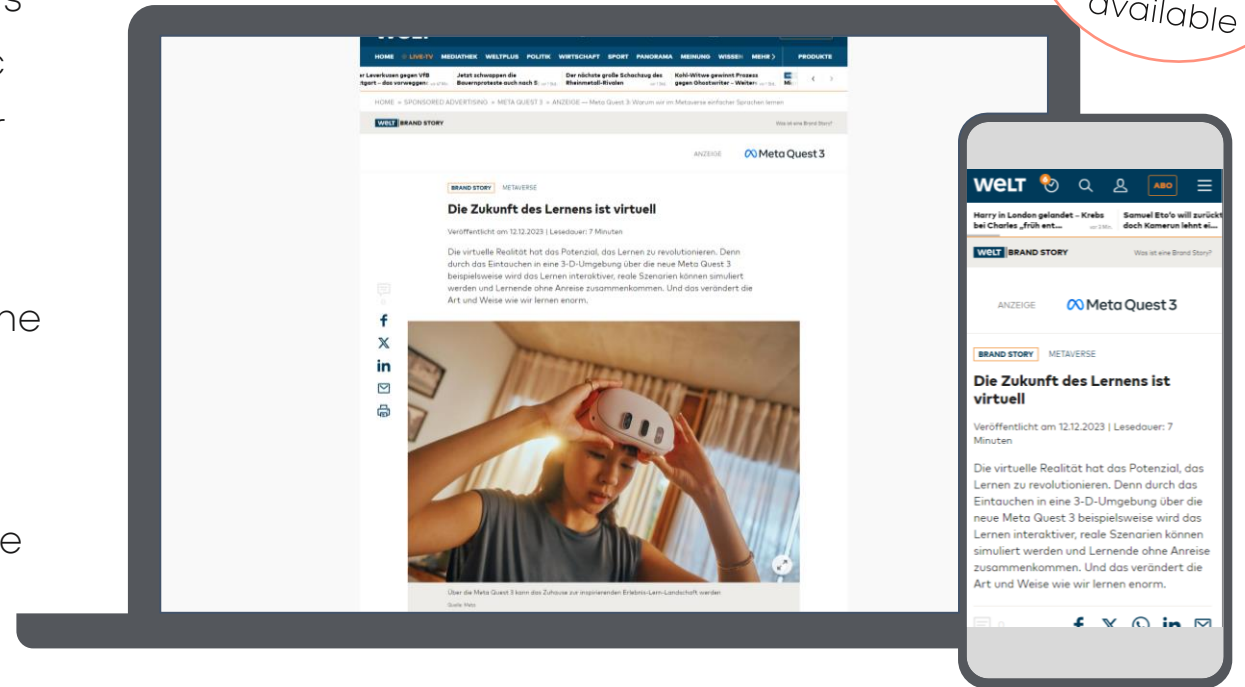 available
HOME LIVE-TV MEDIATHEK WELTPLUS POLITIK WIRTSCHAFT SPORT PANORAMA MEINUNG WISSEN MEHR PRODUKTE
er Leverkusen gegen VfB
Jetzt schwappen die
Der nächste große Schachzug des
Kohl-Witwe gewinnt Prozess
tgart – das vorweggen
Bauernproteste auch nach S
Rheinmetall-Rivalen
gegen Ghostwriter – Weiter
HOME » SPONSORED ADVERTISING » META QUEST 3 » ANZEIGE — Meta Quest 3: Warum wir im Metaverse einfacher Sprachen lernen
WELT BRAND STORY
Was ist eine Brand Story?
ANZEIGE Meta Quest 3
BRAND STORY METAVERSE
Die Zukunft des Lernens ist virtuell
Veröffentlicht am 12.12.2023 | Lesedauer: 7 Minuten
Die virtuelle Realität hat das Potenzial, das Lernen zu revolutionieren. Denn
durch das Eintauchen in eine 3-D-Umgebung über die neue Meta Quest 3
beispielsweise wird das Lernen interaktiver, reale Szenarien können simuliert
werden und Lernende ohne Anreise zusammenkommen. Und das verändert die
Art und Weise wie wir lernen enorm.
Über die Meta Quest 3 kann das Zuhause zur inspirierenden Erlebnis-Lern-Landschaft werden
Quelle: Meta
WELT ABO
Harry in London gelandet – Krebs
bei Charles „früh ent...
Samuel Eto'o will zurück
doch Kamerun lehnt ei...
WELT BRAND STORY Was ist eine Brand Story?
ANZEIGE Meta Quest 3
BRAND STORY METAVERSE
Die Zukunft des Lernens ist
virtuell
Veröffentlicht am 12.12.2023 | Lesedauer: 7
Minuten
Die virtuelle Realität hat das Potenzial, das
Lernen zu revolutionieren. Denn durch das
Eintauchen in eine 3-D-Umgebung über die
neue Meta Quest 3 beispielsweise wird das
Lernen interaktiver, reale Szenarien können
simuliert werden und Lernende ohne Anreise
zusammenkommen. Und das verändert die
Art und Weise wie wir lernen enorm.